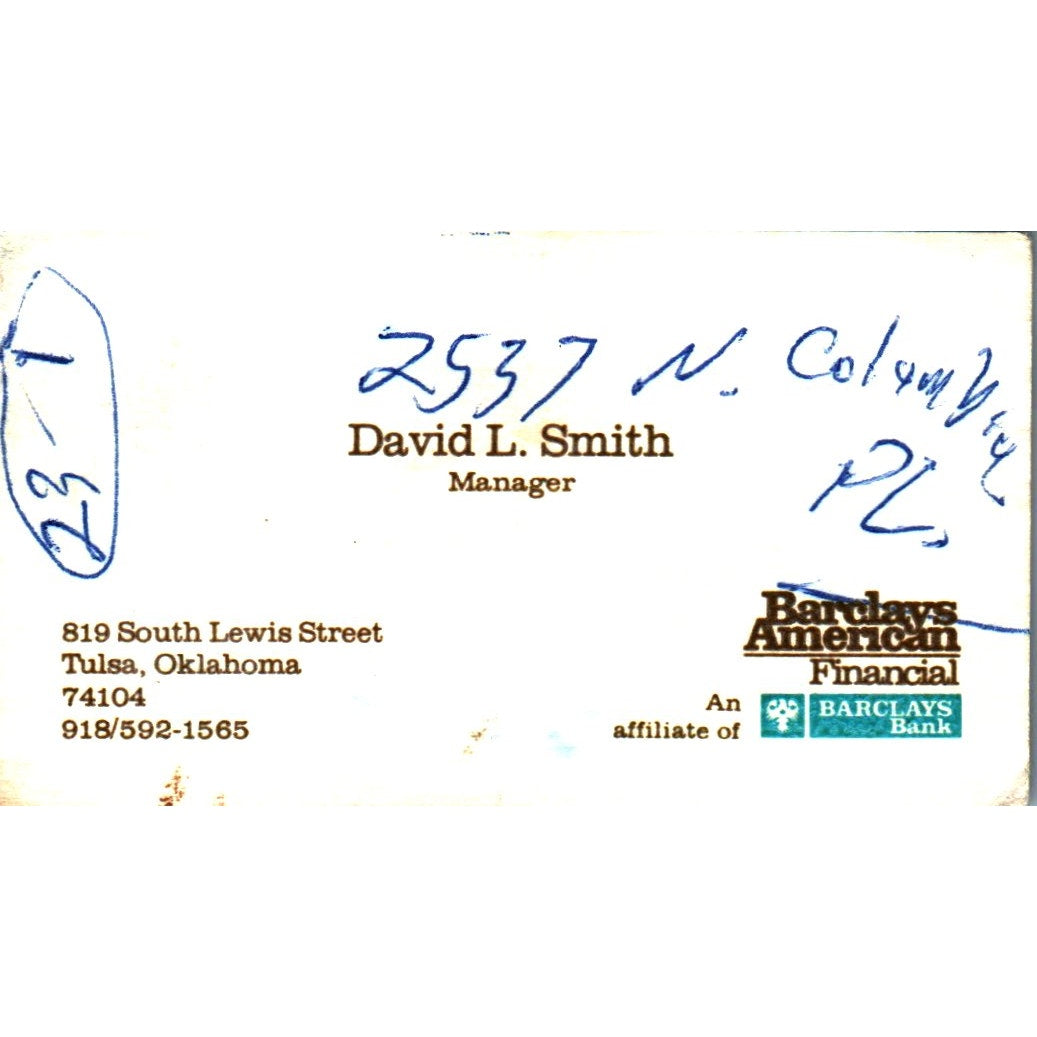 23-1
2537 N. Columbia
PL.
David L. Smith
Manager
819 South Lewis Street
Tulsa, Oklahoma
74104
918/592-1565
Barclays
American
Financial
An
affiliate of
BARCLAYS
Bank